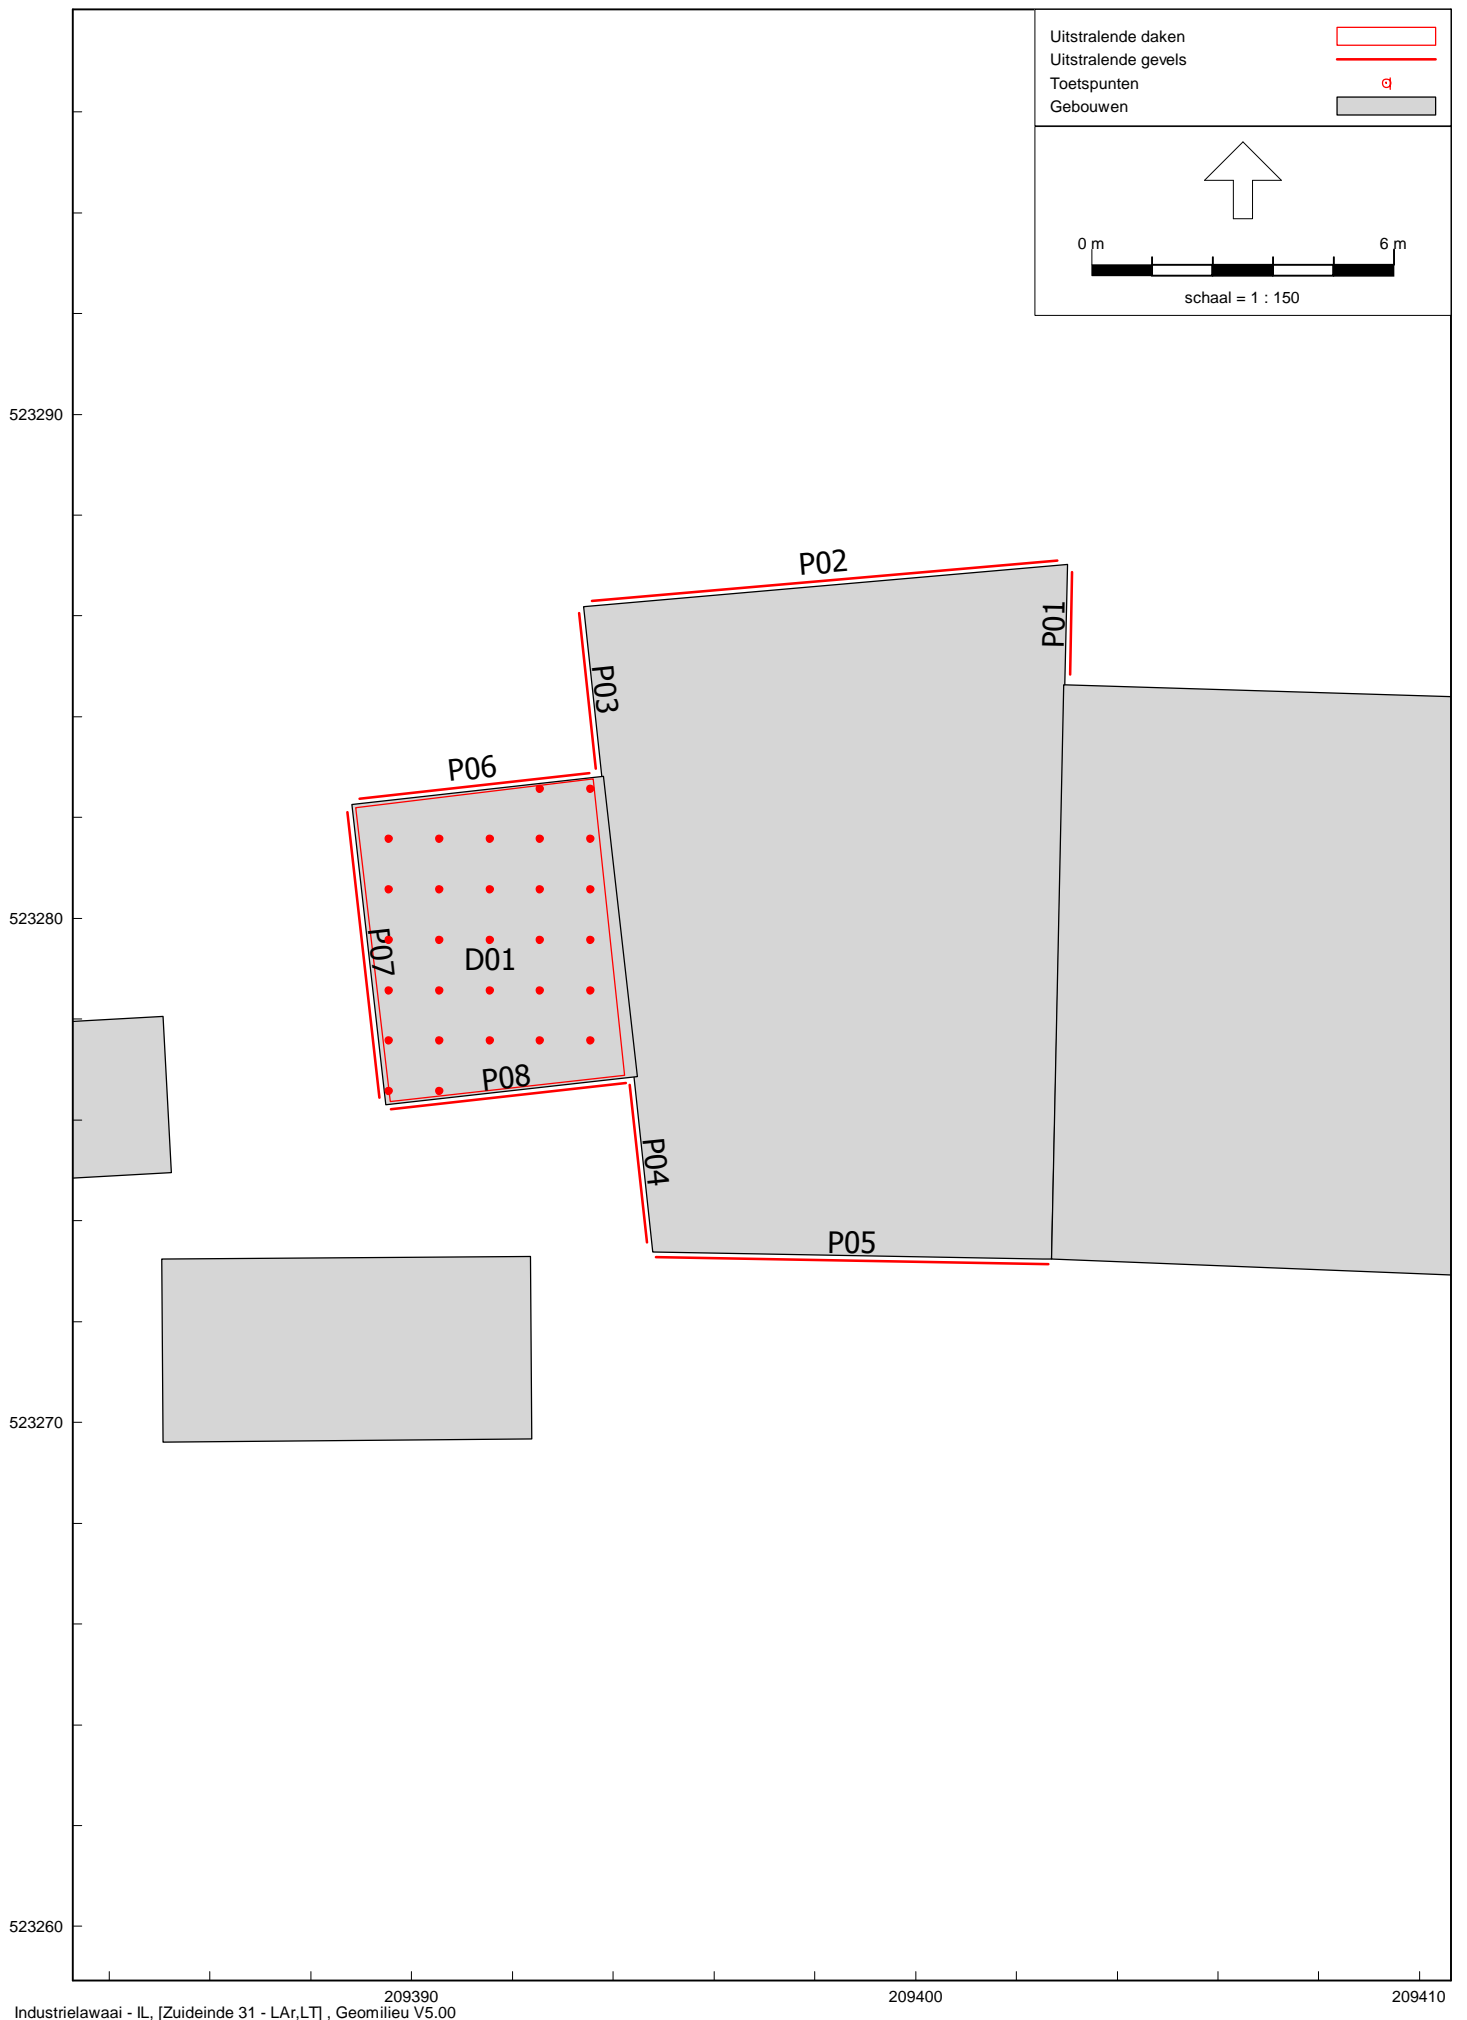 Uitstralende daken
Uitstralende gevels
Toetspunten
Gebouwen
0 m
6 m
schaal = 1 : 150
523290
P02
P01
P03
P06
523280
P07
D01
P08
P04
P05
523270
523260
209390
209400
209410
Industrielawaai - IL, [Zuideinde 31 - LAr,LT] , Geomilieu V5.00